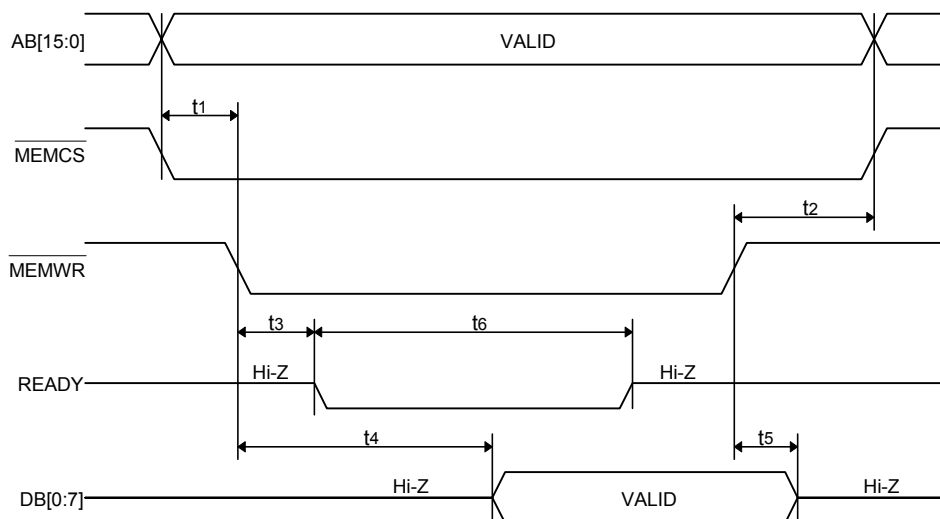 AB[15:0] VALID
t1
MEMCS
t2
MEMWR
t3 t6
Hi-Z Hi-Z
READY
t4 t5
Hi-Z Hi-Z
DB[0:7] VALID